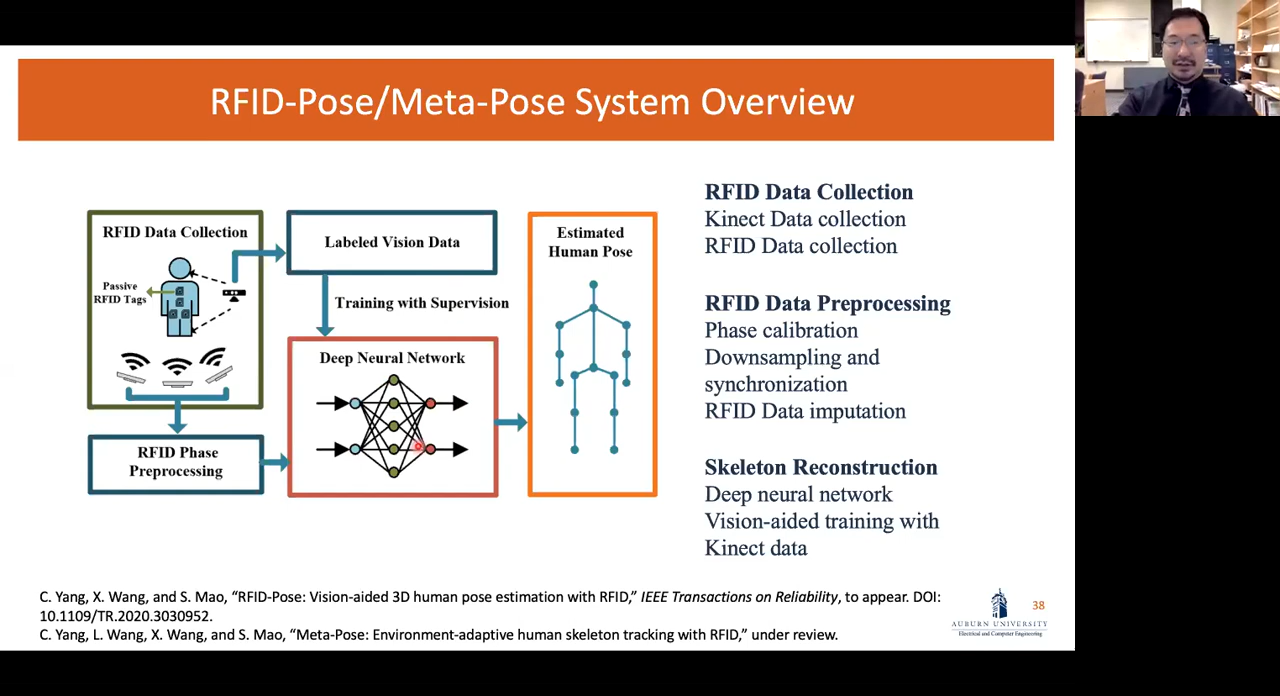 RFID-Pose/Meta-Pose System Overview
RFID Data Collection
Passive
RFID Tags
Labeled Vision Data
Training with Supervision
Deep Neural Network
RFID Phase
Preprocessing
Estimated
Human Pose
RFID Data Collection
Kinect Data collection
RFID Data collection
RFID Data Preprocessing
Phase calibration
Downsampling and
synchronization
RFID Data imputation
Skeleton Reconstruction
Deep neural network
Vision-aided training with
Kinect data
C. Yang, X. Wang, and S. Mao, “RFID-Pose: Vision-aided 3D human pose estimation with RFID,” IEEE Transactions on Reliability, to appear. DOI:
10.1109/TR.2020.3030952.
C. Yang, L. Wang, X. Wang, and S. Mao, “Meta-Pose: Environment-adaptive human skeleton tracking with RFID,” under review.
38
AUBURN UNIVERSITY
Electrical and Computer Engineering